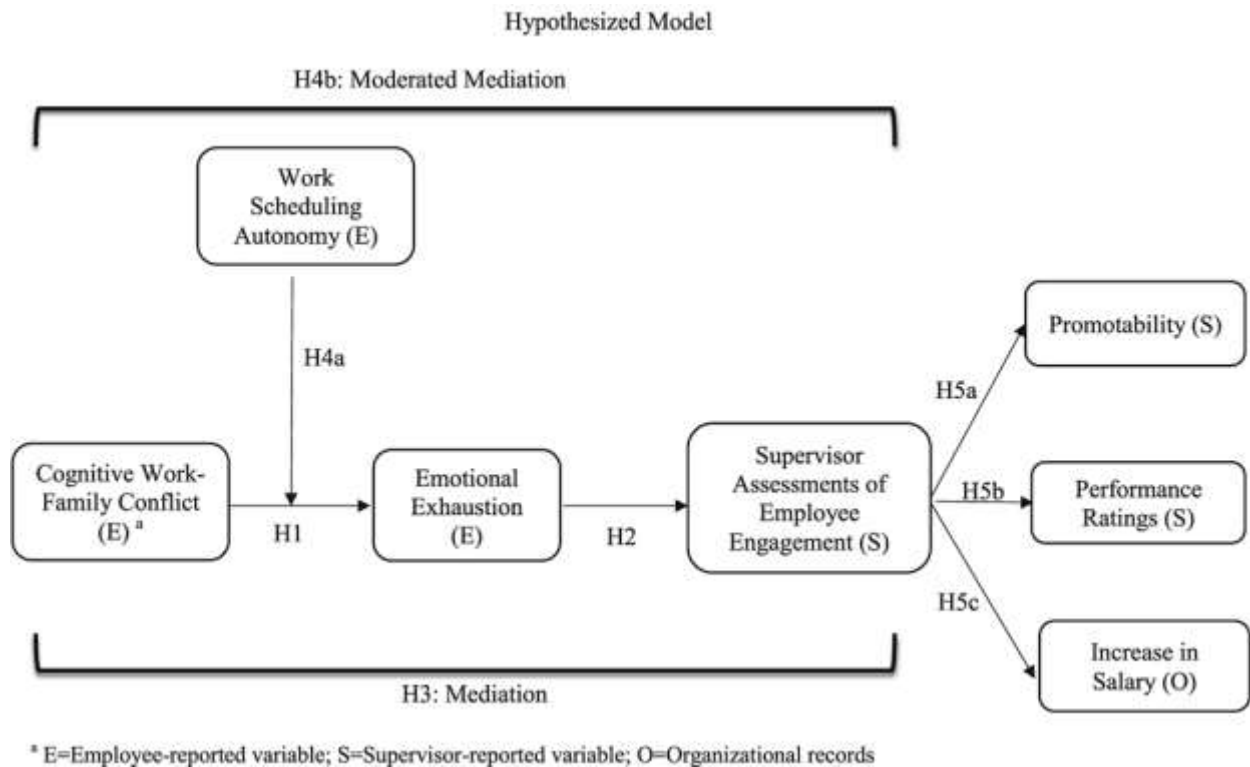 Hypothesized Model
H4b: Moderated Mediation
Work
Scheduling
Autonomy (E)
H4a
Promotability (S)
H5a
Cognitive Work-
Family Conflict
(E) a
H1
Emotional
Exhaustion
(E)
H2
Supervisor
Assessments of
Employee
Engagement (S)
H5b
Performance
Ratings (S)
H5c
Increase in
Salary (O)
H3: Mediation
a E=Employee-reported variable; S=Supervisor-reported variable; O=Organizational records